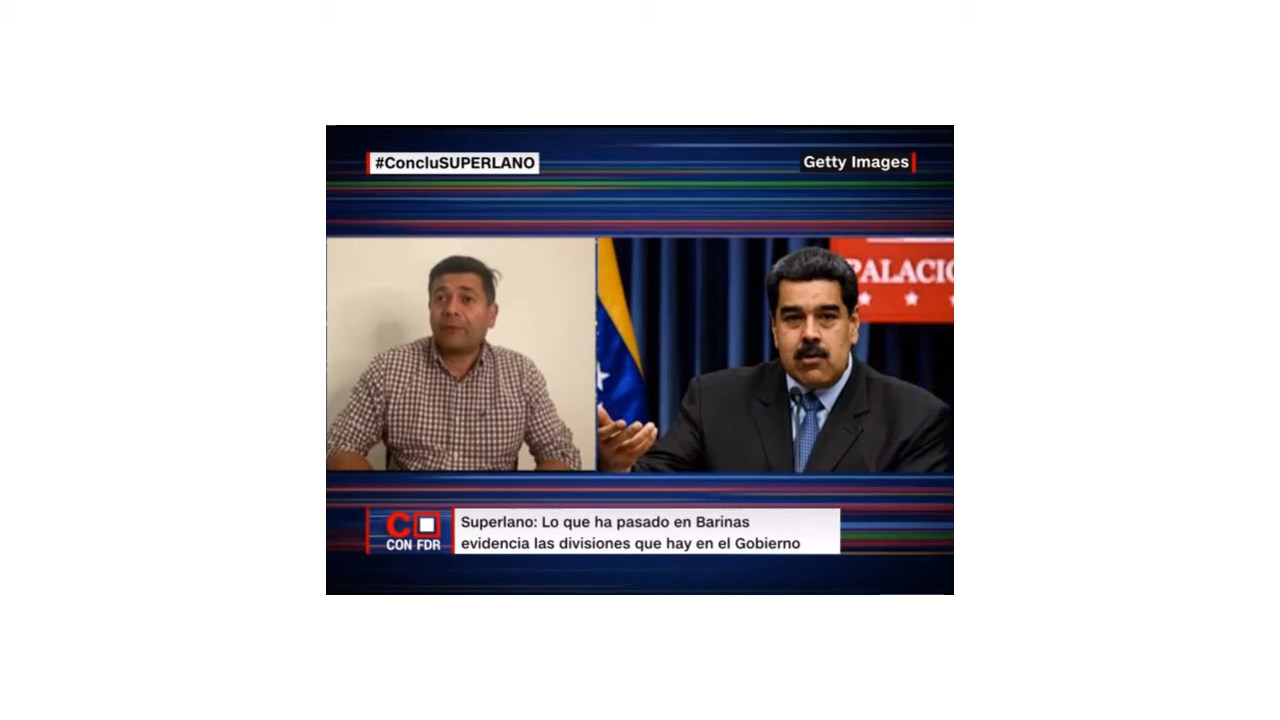 #ConcluSUPERLANO
Getty Images
PALACIO
C
CON FDR
Superlano: Lo que ha pasado en Barinas
evidencia las divisiones que hay en el Gobierno